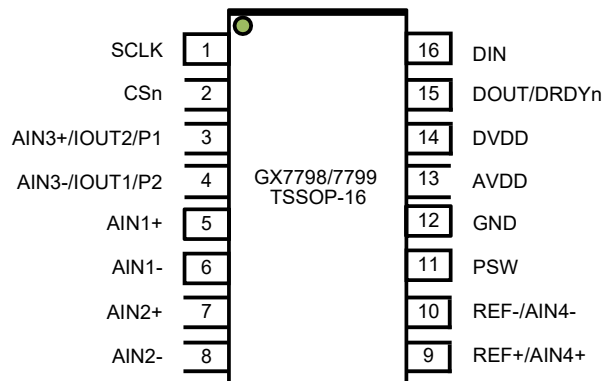 SCLK 1 16 DIN
CSn 2 15 DOUT/DRDYn
AIN3+/IOUT2/P1 3 14 DVDD
AIN3-/IOUT1/P2 4 GX7798/7799 13 AVDD
TSSOP-16
AIN1+ 5 12 GND
AIN1- 6 11 PSW
AIN2+ 7 10 REF-/AIN4-
AIN2- 8 9 REF+/AIN4+